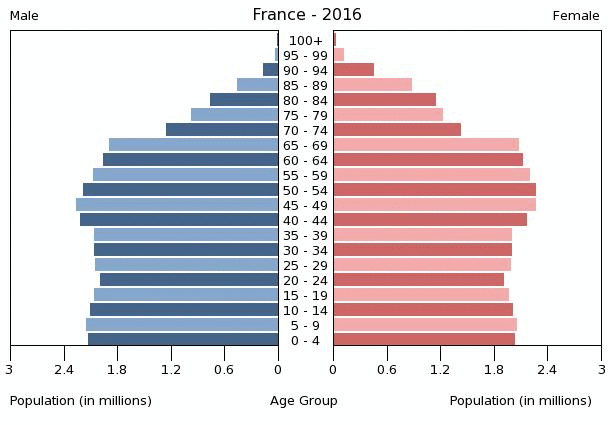 France - 2016
Male
Female
100+
95 - 99
90 - 94
85 - 89
80 - 84
75 - 79
70 - 74
65 - 69
60 - 64
55 - 59
50 - 54
45 - 49
40 - 44
35 - 39
30 - 34
25 - 29
20 - 24
15 - 19
10 - 14
5 - 9
0 - 4
3 2.4 1.8 1.2 0.6 0 0 0.6 1.2 1.8 2.4 3
Population (in millions) Age Group Population (in millions)